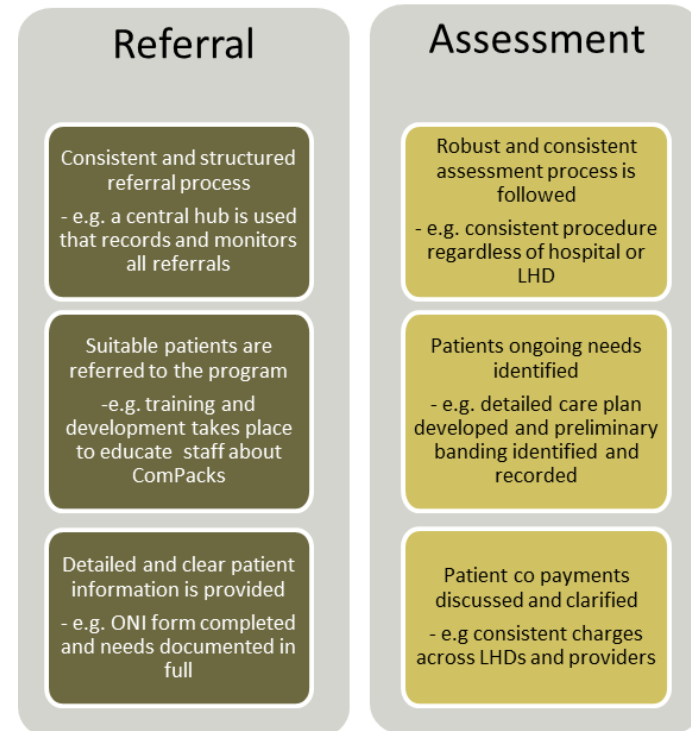 Referral
Consistent and structured
referral process
- e.g. a central hub is used
that records and monitors
all referrals
Suitable patients are
referred to the program
-e.g. training and
development takes place
to educate staff about
ComPacks
Detailed and clear patient
information is provided
- e.g. ONI form completed
and needs documented in
full
Assessment
Robust and consistent
assessment process is
followed
- e.g. consistent procedure
regardless of hospital or
LHD
Patients ongoing needs
identified
- e.g. detailed care plan
developed and preliminary
banding identified and
recorded
Patient co payments
discussed and clarified
- e.g consistent charges
across LHDs and providers